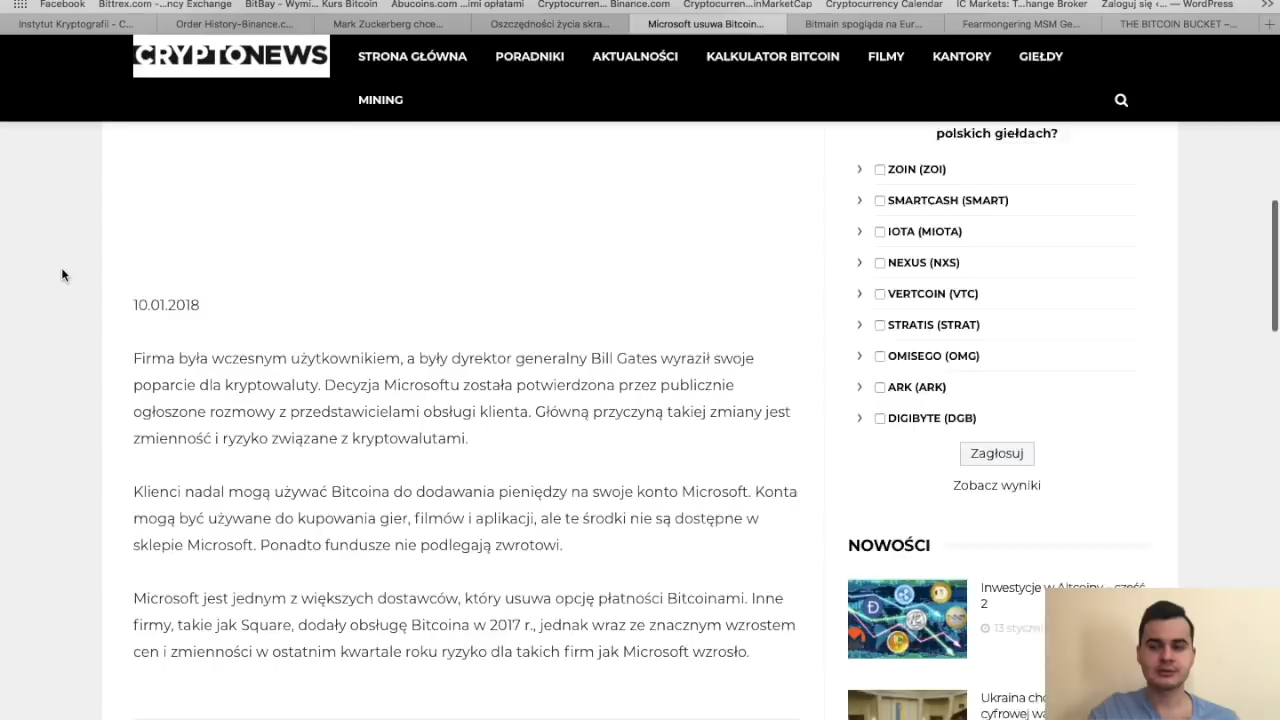 Facebook Bittrex.com -...ncy Exchange BitBay - Wymi... Kurs Bitcoin Abucoins.com ...imi opłatami Cryptocurren... Binance.com Cryptocurren...inMarketCap Cryptocurrency Calendar IC Markets: T...hange Broker Zaloguj się ‹... — WordPress
Instytut Kryptografii - C... Order History-Binance.c... Mark Zuckerberg chce... Oszczędności życia skra... Microsoft usuwa Bitcoin... Bitmain spogląda na Eur... Fearmongering MSM Ge... THE BITCOIN BUCKET –...
CRYPTONEWS STRONA GŁÓWNA PORADNIKI AKTUALNOŚCI KALKULATOR BITCOIN FILMY KANTORY GIEŁDY
MINING
10.01.2018
Firma była wczesnym użytkownikiem, a były dyrektor generalny Bill Gates wyraził swoje
poparcie dla kryptowaluty. Decyzja Microsoftu została potwierdzona przez publicznie
ogłoszone rozmowy z przedstawicielami obsługi klienta. Główną przyczyną takiej zmiany jest
zmienność i ryzyko związane z kryptowalutami.
Klienci nadal mogą używać Bitcoina do dodawania pieniędzy na swoje konto Microsoft. Konta
mogą być używane do kupowania gier, filmów i aplikacji, ale te środki nie są dostępne w
sklepie Microsoft. Ponadto fundusze nie podlegają zwrotowi.
Microsoft jest jednym z większych dostawców, który usuwa opcję płatności Bitcoinami. Inne
firmy, takie jak Square, dodały obsługę Bitcoina w 2017 r., jednak wraz ze znacznym wzrostem
cen i zmienności w ostatnim kwartale roku ryzyko dla takich firm jak Microsoft wzrosło.
polskich giełdach?
ZOIN (ZOI)
SMARTCASH (SMART)
IOTA (MIOTA)
NEXUS (NXS)
VERTCOIN (VTC)
STRATIS (STRAT)
OMISEGO (OMG)
ARK (ARK)
DIGIBYTE (DGB)
Zagłosuj
Zobacz wyniki
NOWOŚCI
Inwestycje w Altcoiny – część
2
13 stycz
Ukraina ch
cyfrowej w